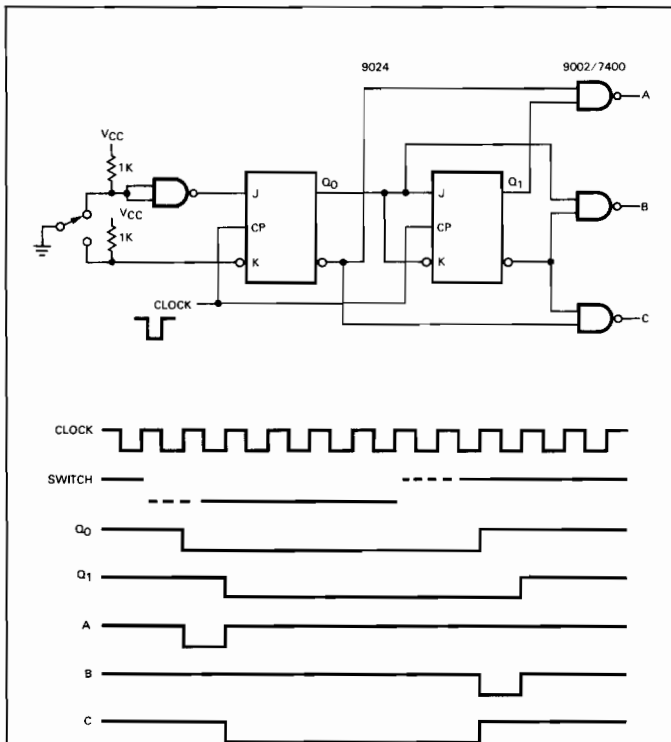 9024 9002/7400
A
VCC
1K
VCC
1K
J Q0
CP
K
J Q1
CP
K
B
CLOCK
C
CLOCK
SWITCH
Q0
Q1
A
B
C